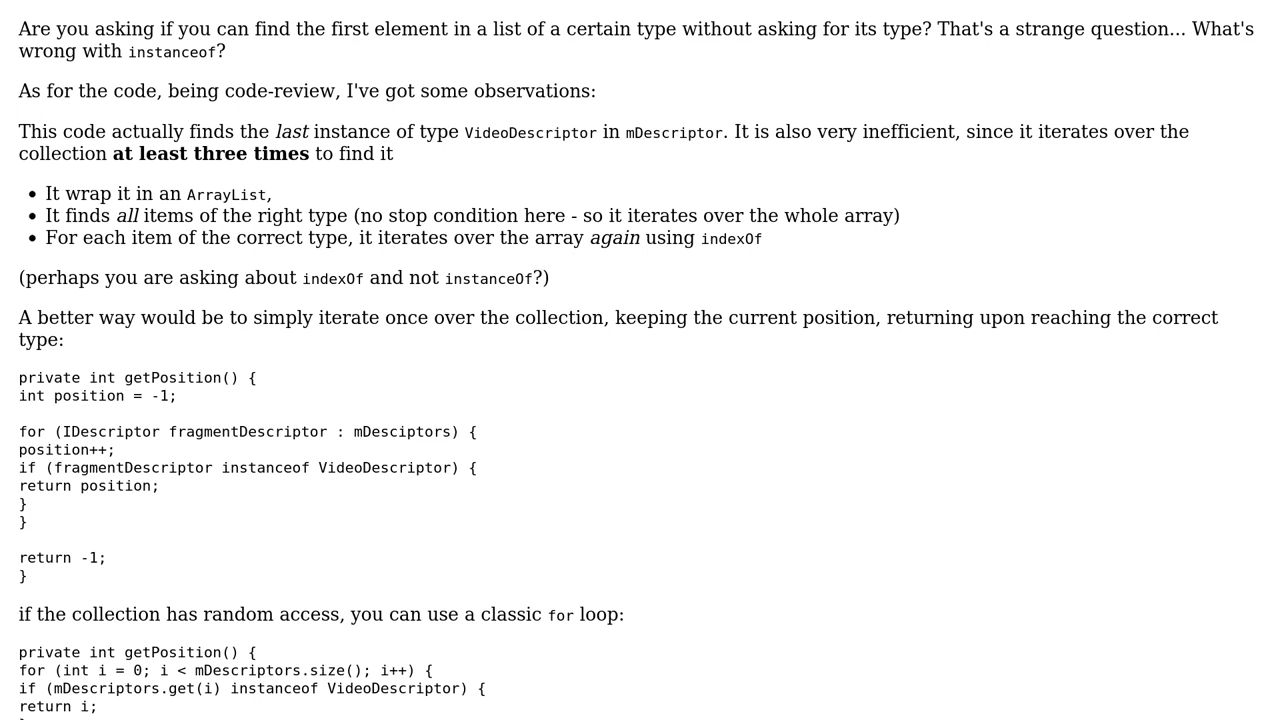 Are you asking if you can find the first element in a list of a certain type without asking for its type? That's a strange question... What's
wrong with instanceof?
As for the code, being code-review, I've got some observations:
This code actually finds the last instance of type VideoDescriptor in mDescriptor. It is also very inefficient, since it iterates over the
collection at least three times to find it
• It wrap it in an ArrayList,
• It finds all items of the right type (no stop condition here - so it iterates over the whole array)
• For each item of the correct type, it iterates over the array again using indexOf
(perhaps you are asking about indexOf and not instanceOf?)
A better way would be to simply iterate once over the collection, keeping the current position, returning upon reaching the correct
type:
private int getPosition() {
int position = -1;
for (IDescriptor fragmentDescriptor : mDesciptors) {
position++;
if (fragmentDescriptor instanceof VideoDescriptor) {
return position;
}
}
return -1;
}
if the collection has random access, you can use a classic for loop:
private int getPosition() {
for (int i = 0; i < mDescriptors.size(); i++) {
if (mDescriptors.get(i) instanceof VideoDescriptor) {
return i;